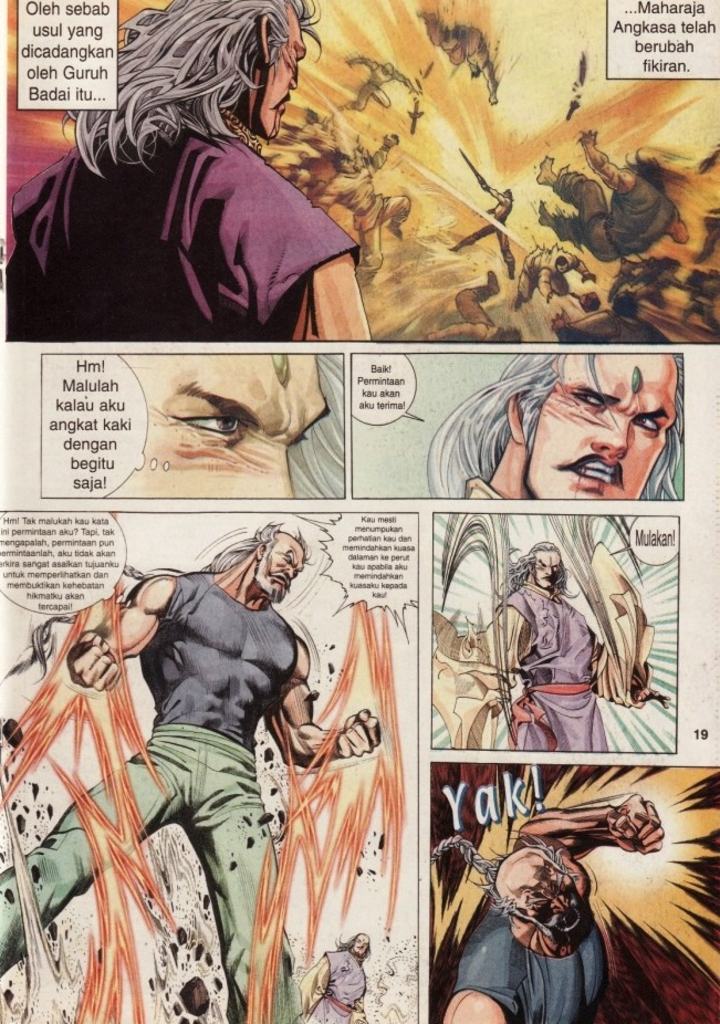 Oleh sebab
usul yang
dicadangkan
oleh Guruh
Badai itu...
...Maharaja
Angkasa telah
berubah
fikiran.
Hm!
Malulah
kalau aku
angkat kaki
dengan
begitu
saja!
Baik!
Permintaan
kau akan
aku terima!
Hm! Tak malukah kau kata
ini permintaan aku? Tapi, tak
mengapalah, permintaan pun
permintaanlah, aku tidak akan
terkira sangat asalkan tujuanku
untuk memperlihatkan dan
membuktikan kehebatan
hikmatku akan
tercapai!
Kau mesti
menumpukan
perhatian kau dan
memindahkan kuasa
dalaman ke perut
kau apabila aku
memindahkan
kuasaku kepada
kau!
Mulakan!
19
Yak!